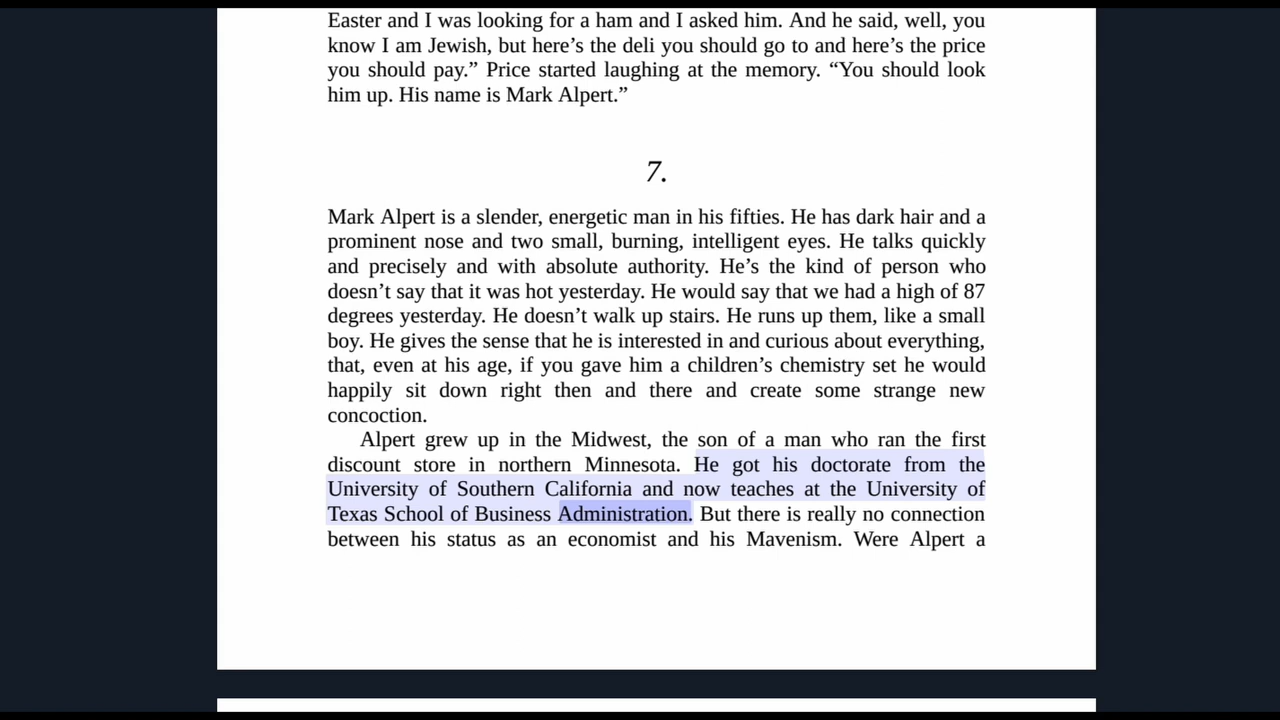 Easter and I was looking for a ham and I asked him. And he said, well, you
know I am Jewish, but here’s the deli you should go to and here’s the price
you should pay.” Price started laughing at the memory. “You should look
him up. His name is Mark Alpert.”
7.
Mark Alpert is a slender, energetic man in his fifties. He has dark hair and a
prominent nose and two small, burning, intelligent eyes. He talks quickly
and precisely and with absolute authority. He’s the kind of person who
doesn’t say that it was hot yesterday. He would say that we had a high of 87
degrees yesterday. He doesn’t walk up stairs. He runs up them, like a small
boy. He gives the sense that he is interested in and curious about everything,
that, even at his age, if you gave him a children’s chemistry set he would
happily sit down right then and there and create some strange new
concoction.
Alpert grew up in the Midwest, the son of a man who ran the first
discount store in northern Minnesota. He got his doctorate from the
University of Southern California and now teaches at the University of
Texas School of Business Administration. But there is really no connection
between his status as an economist and his Mavenism. Were Alpert a